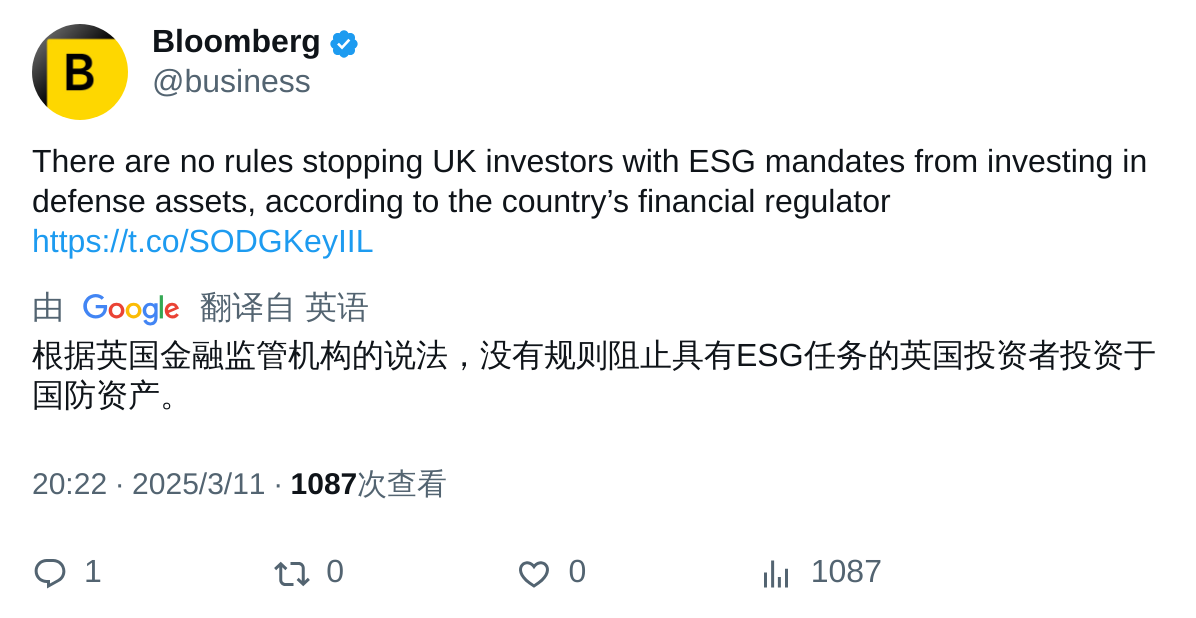 B
Bloomberg
@business
There are no rules stopping UK investors with ESG mandates from investing in
defense assets, according to the country’s financial regulator
https://t.co/SODGKeyIIL
由 Google 翻译自 英语
根据英国金融监管机构的说法，没有规则阻止具有ESG任务的英国投资者投资于
国防资产。
20:22 · 2025/3/11 · 1087次查看
1 0 0 1087